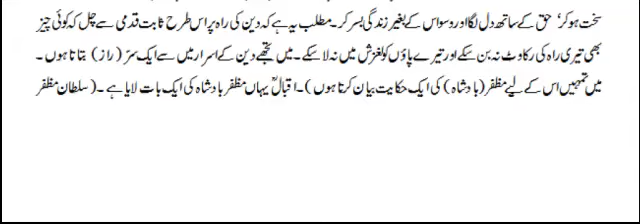 سخت ہو کر‘ حق کے ساتھ دل لگا اور وسواس کے بغیر زندگی بسر کر۔ مطلب یہ ہے کہ دین کی راہ پر اس طرح ثابت قدمی سے چل کہ کوئی چیز
بھی تیری راہ کی رکاوٹ نہ بن سکے اور تیرے پاؤں کو لغزش میں نہ لا سکے۔ میں تجھے دین کے اسرار میں سے ایک سرّ (راز) بتاتا ہوں۔
میں تمہیں اس کے لیے مظفر (بادشاہ) کی ایک حکایت بیان کرتا ہوں)۔ اقبالؒ یہاں مظفر بادشاہ کی ایک بات لایا ہے۔ (سلطان مظفر